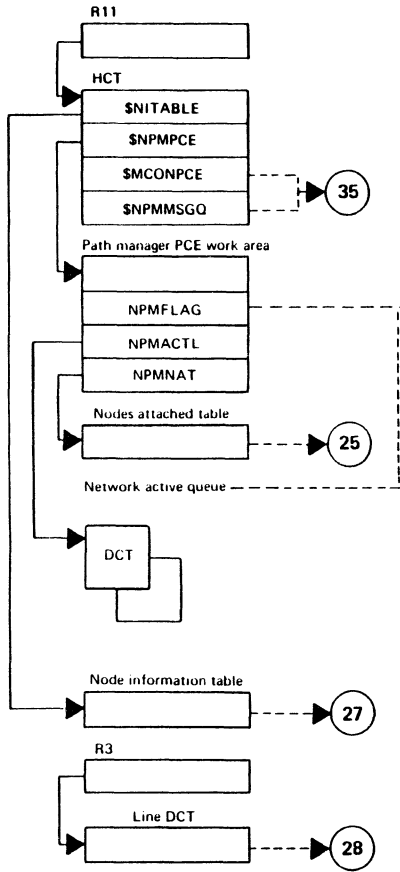 R11
HCT
$NITABLE
$NPMPCE
$MCONPCE
$NPMMSGQ
35
Path manager PCE work area
NPMFLAG
NPMACTL
NPMNAT
Nodes attached table
25
Network active queue
DCT
Node information table
27
R3
Line DCT
28